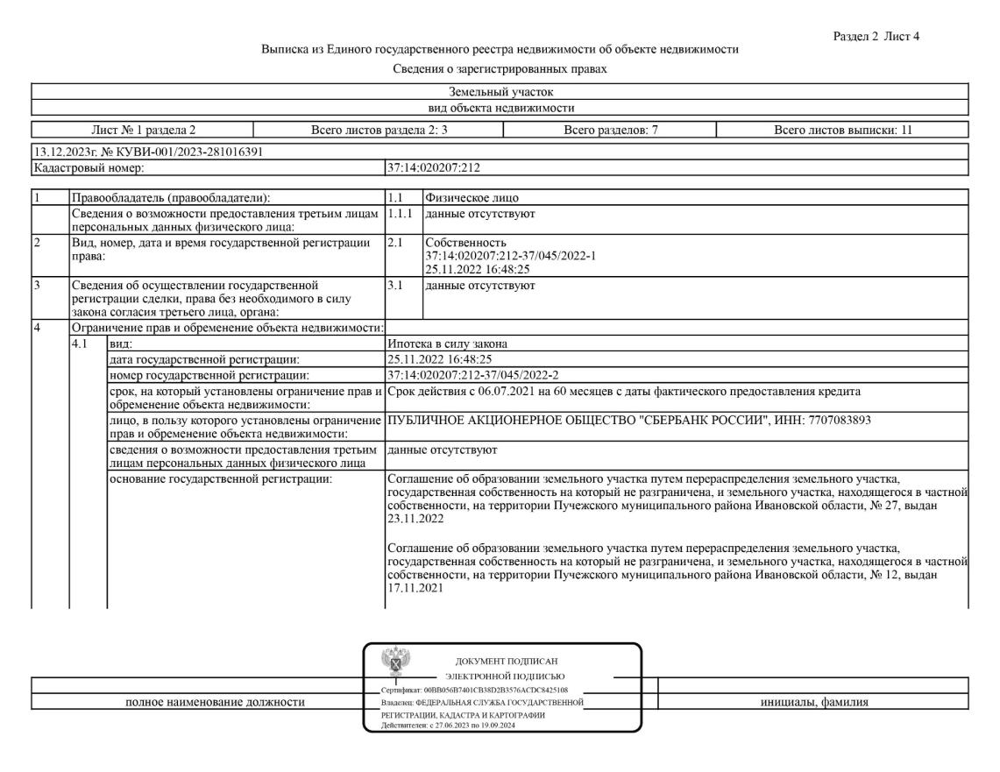 Раздел 2 Лист 4
Выписка из Единого государственного реестра недвижимости об объекте недвижимости
Сведения о зарегистрированных правах
Земельный участок
вид объекта недвижимости
Лист № 1 раздела 2 Всего листов раздела 2: 3 Всего разделов: 7 Всего листов выписки: 11
13.12.2023г. № КУВИ-001/2023-281016391
Кадастровый номер: 37:14:020207:212
1 Правообладатель (правообладатели): 1.1 Физическое лицо
Сведения о возможности предоставления третьим лицам 1.1.1 данные отсутствуют
персональных данных физического лица:
2 Вид, номер, дата и время государственной регистрации 2.1 Собственность
права: 37:14:020207:212-37/045/2022-1
25.11.2022 16:48:25
3 Сведения об осуществлении государственной 3.1 данные отсутствуют
регистрации сделки, права без необходимого в силу
закона согласия третьего лица, органа:
4 Ограничение прав и обременение объекта недвижимости:
4.1 вид: Ипотека в силу закона
дата государственной регистрации: 25.11.2022 16:48:25
номер государственной регистрации: 37:14:020207:212-37/045/2022-2
срок, на который установлены ограничение прав и Срок действия с 06.07.2021 на 60 месяцев с даты фактического предоставления кредита
обременение объекта недвижимости:
лицо, в пользу которого установлены ограничение ПУБЛИЧНОЕ АКЦИОНЕРНОЕ ОБЩЕСТВО "СБЕРБАНК РОССИИ", ИНН: 7707083893
прав и обременение объекта недвижимости:
сведения о возможности предоставления третьим данные отсутствуют
лицам персональных данных физического лица
основание государственной регистрации: Соглашение об образовании земельного участка путем перераспределения земельного участка,
государственная собственность на который не разграничена, и земельного участка, находящегося в частной
собственности, на территории Пучежского муниципального района Ивановской области, № 27, выдан
23.11.2022
Соглашение об образовании земельного участка путем перераспределения земельного участка,
государственная собственность на который не разграничена, и земельного участка, находящегося в частной
собственности, на территории Пучежского муниципального района Ивановской области, № 12, выдан
17.11.2021
ДОКУМЕНТ ПОДПИСАН
ЭЛЕКТРОННОЙ ПОДПИСЬЮ
Сертификат: 00BB056B7401CB38D2B3576ACDC8425108
полное наименование должности Владелец: ФЕДЕРАЛЬНАЯ СЛУЖБА ГОСУДАРСТВЕННОЙ инициалы, фамилия
РЕГИСТРАЦИИ, КАДАСТРА И КАРТОГРАФИИ
Действителен: с 27.06.2023 по 19.09.2024